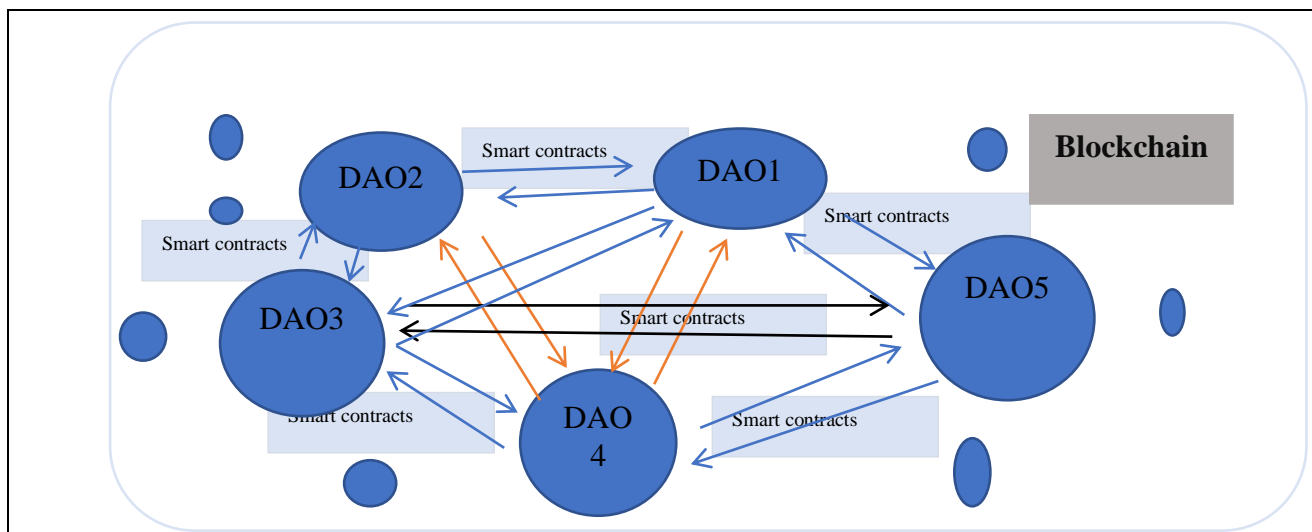 Smart contracts
DAO1
Blockchain
DAO2
Smart contracts
Smart contracts
DAO5
DAO3
Smart contracts
Smart contracts
DAO
4
Smart contracts